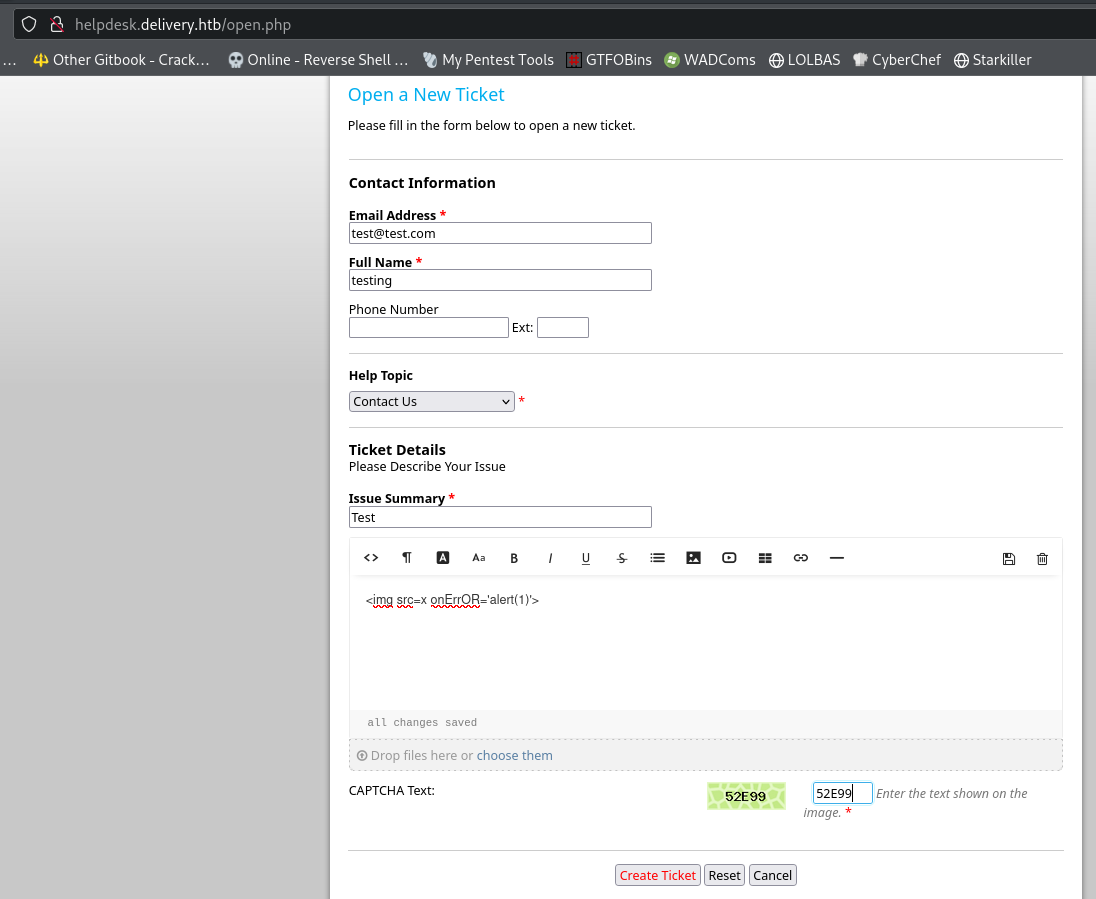 helpdesk.delivery.htb/open.php
... Other Gitbook - Crack... Online - Reverse Shell ... My Pentest Tools GTFOBins WADComs LOLBAS CyberChef Starkiller
Open a New Ticket
Please fill in the form below to open a new ticket.
Contact Information
Email Address *
test@test.com
Full Name *
testing
Phone Number
Ext:
Help Topic
Contact Us *
Ticket Details
Please Describe Your Issue
Issue Summary *
Test
<> ¶ A Aa B I U S
<img src=x onErrOR='alert(1)'>
all changes saved
Drop files here or choose them
CAPTCHA Text: 52E99 52E99 Enter the text shown on the
image. *
Create Ticket Reset Cancel